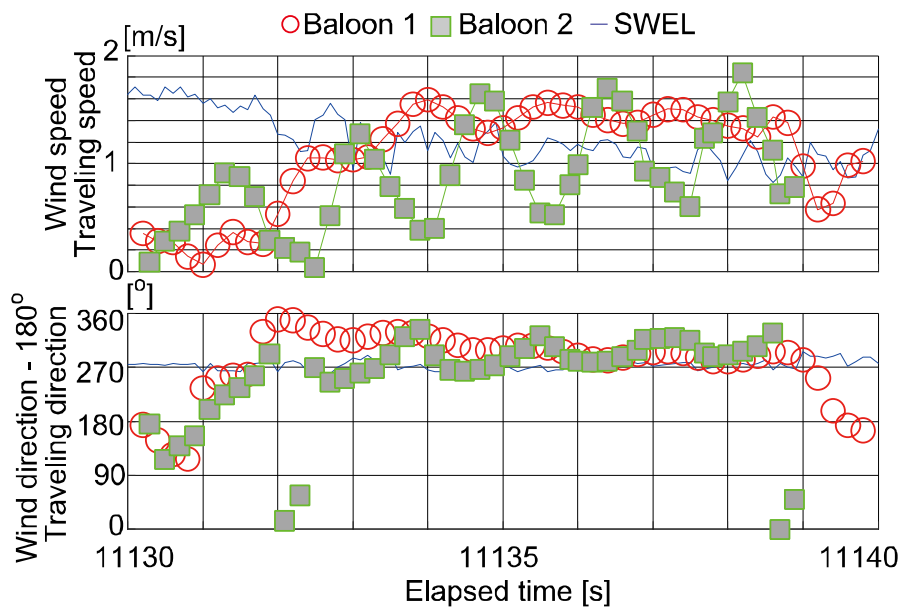 Baloon 1 Baloon 2 SWEL
[m/s]
Wind speed
Traveling speed
2
1
0
[°]
Wind direction - 180°
Traveling direction
360
270
180
90
0
11130 11135 11140
Elapsed time [s]